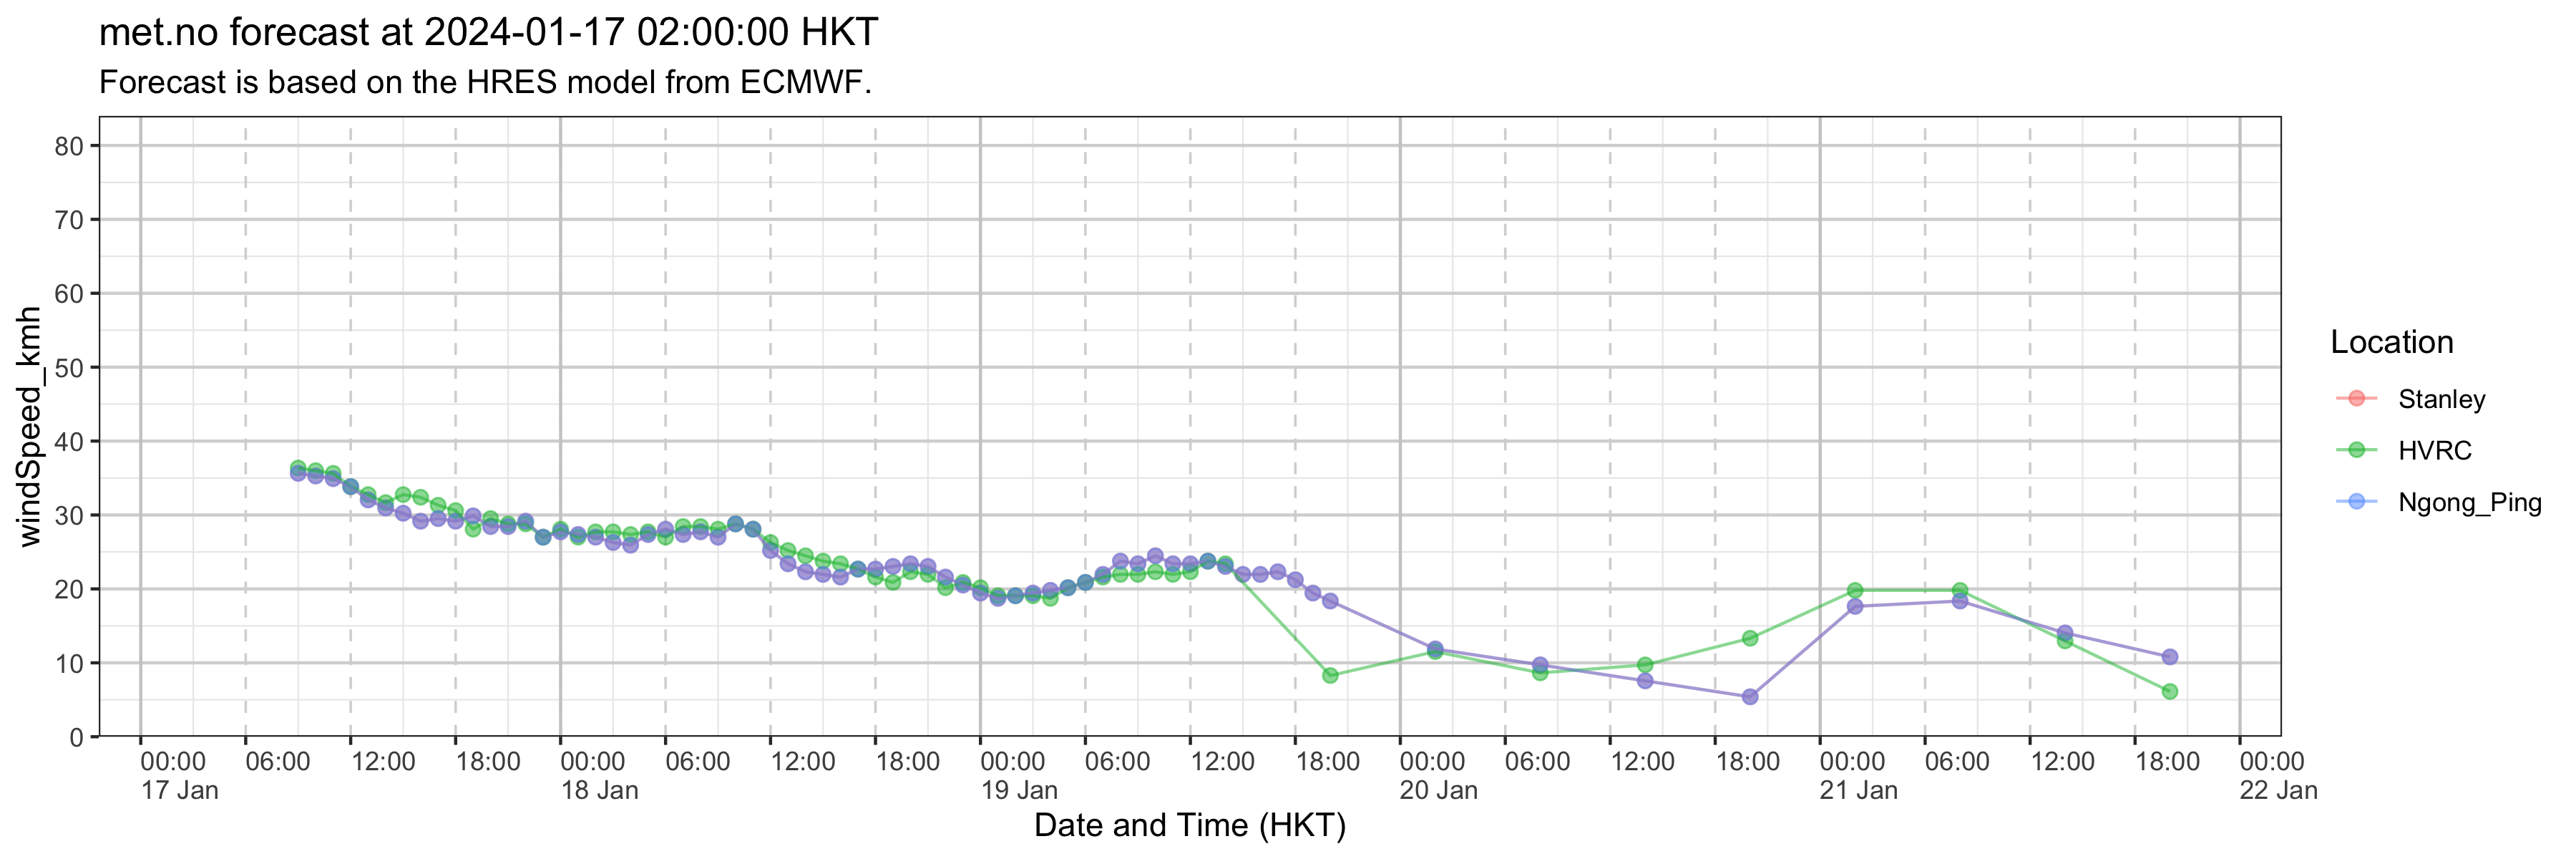 met.no forecast at 2024-01-17 02:00:00 HKT
Forecast is based on the HRES model from ECMWF.
windSpeed_kmh
80
70
60
50
40
30
20
10
0
00:00 06:00 12:00 18:00 00:00 06:00 12:00 18:00 00:00 06:00 12:00 18:00 00:00 06:00 12:00 18:00 00:00 06:00 12:00 18:00 00:00
17 Jan 18 Jan 19 Jan 20 Jan 21 Jan 22 Jan
Date and Time (HKT)
Location
Stanley
HVRC
Ngong_Ping